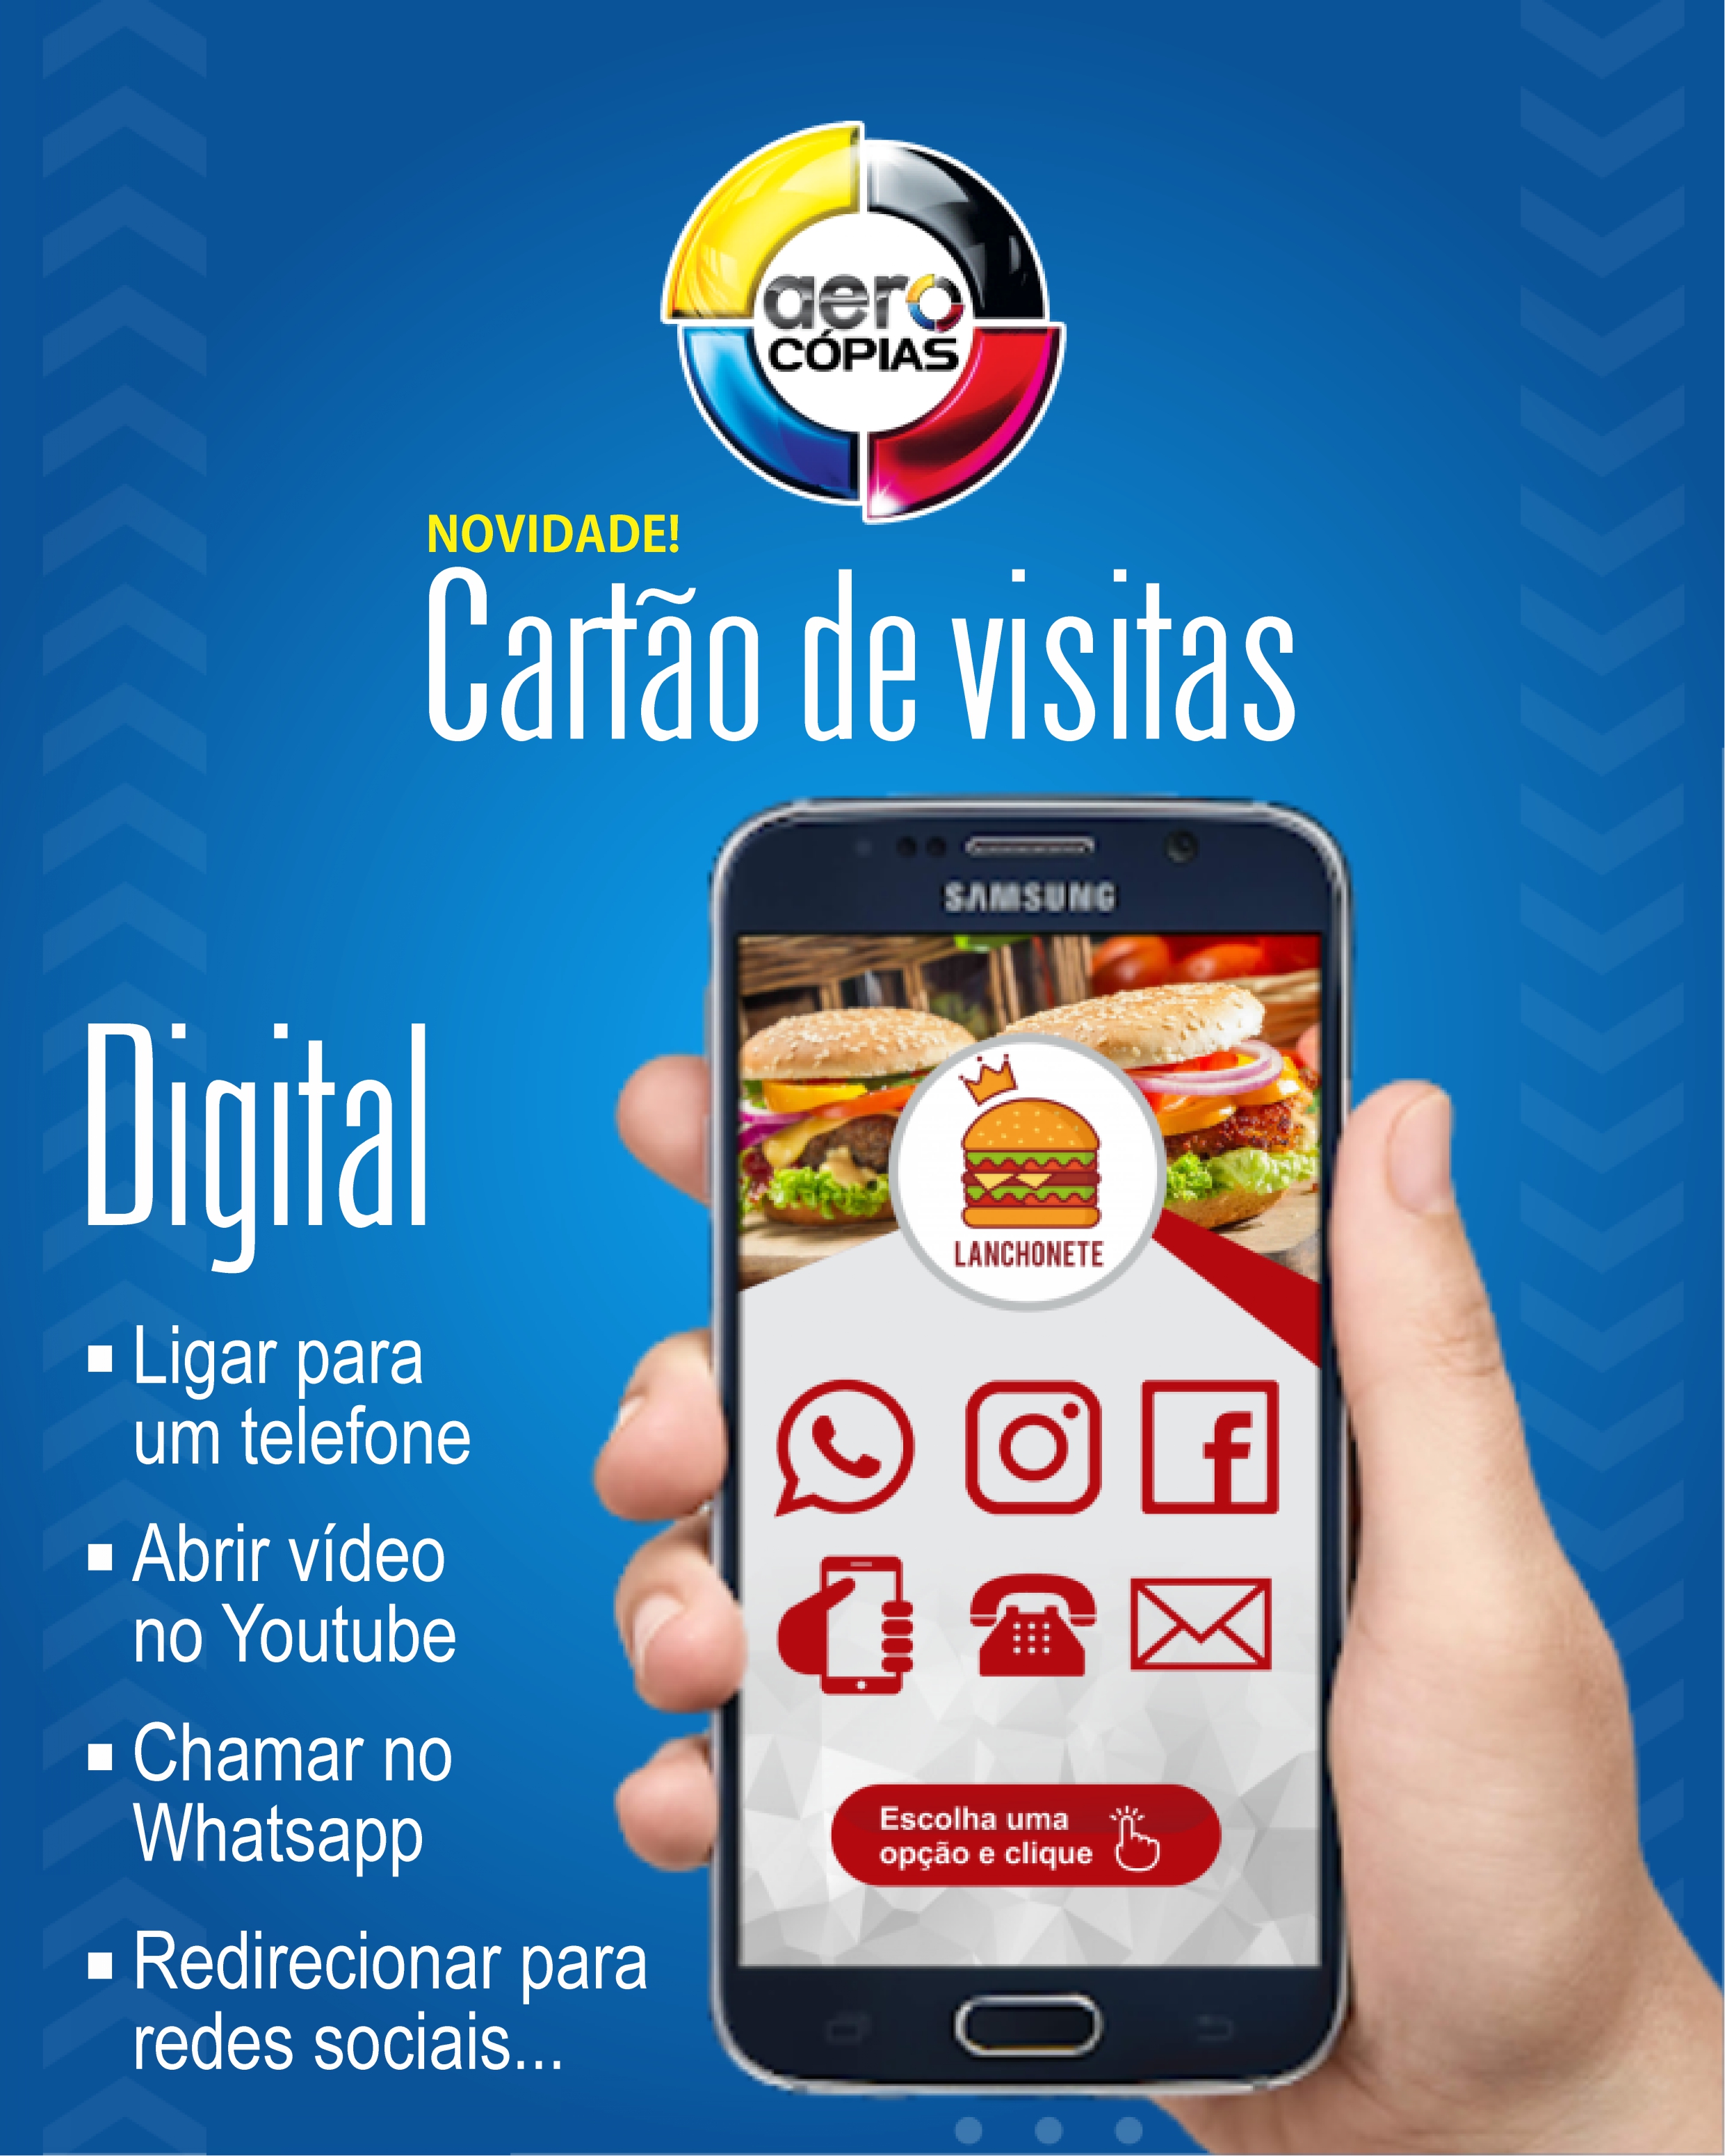 aero
CÓPIAS
NOVIDADE!
Cartão de visitas
SAMSUNG
LANCHONETE
Escolha uma
opção e clique
Digital
Ligar para
um telefone
Abrir vídeo
no Youtube
Chamar no
Whatsapp
Redirecionar para
redes sociais...